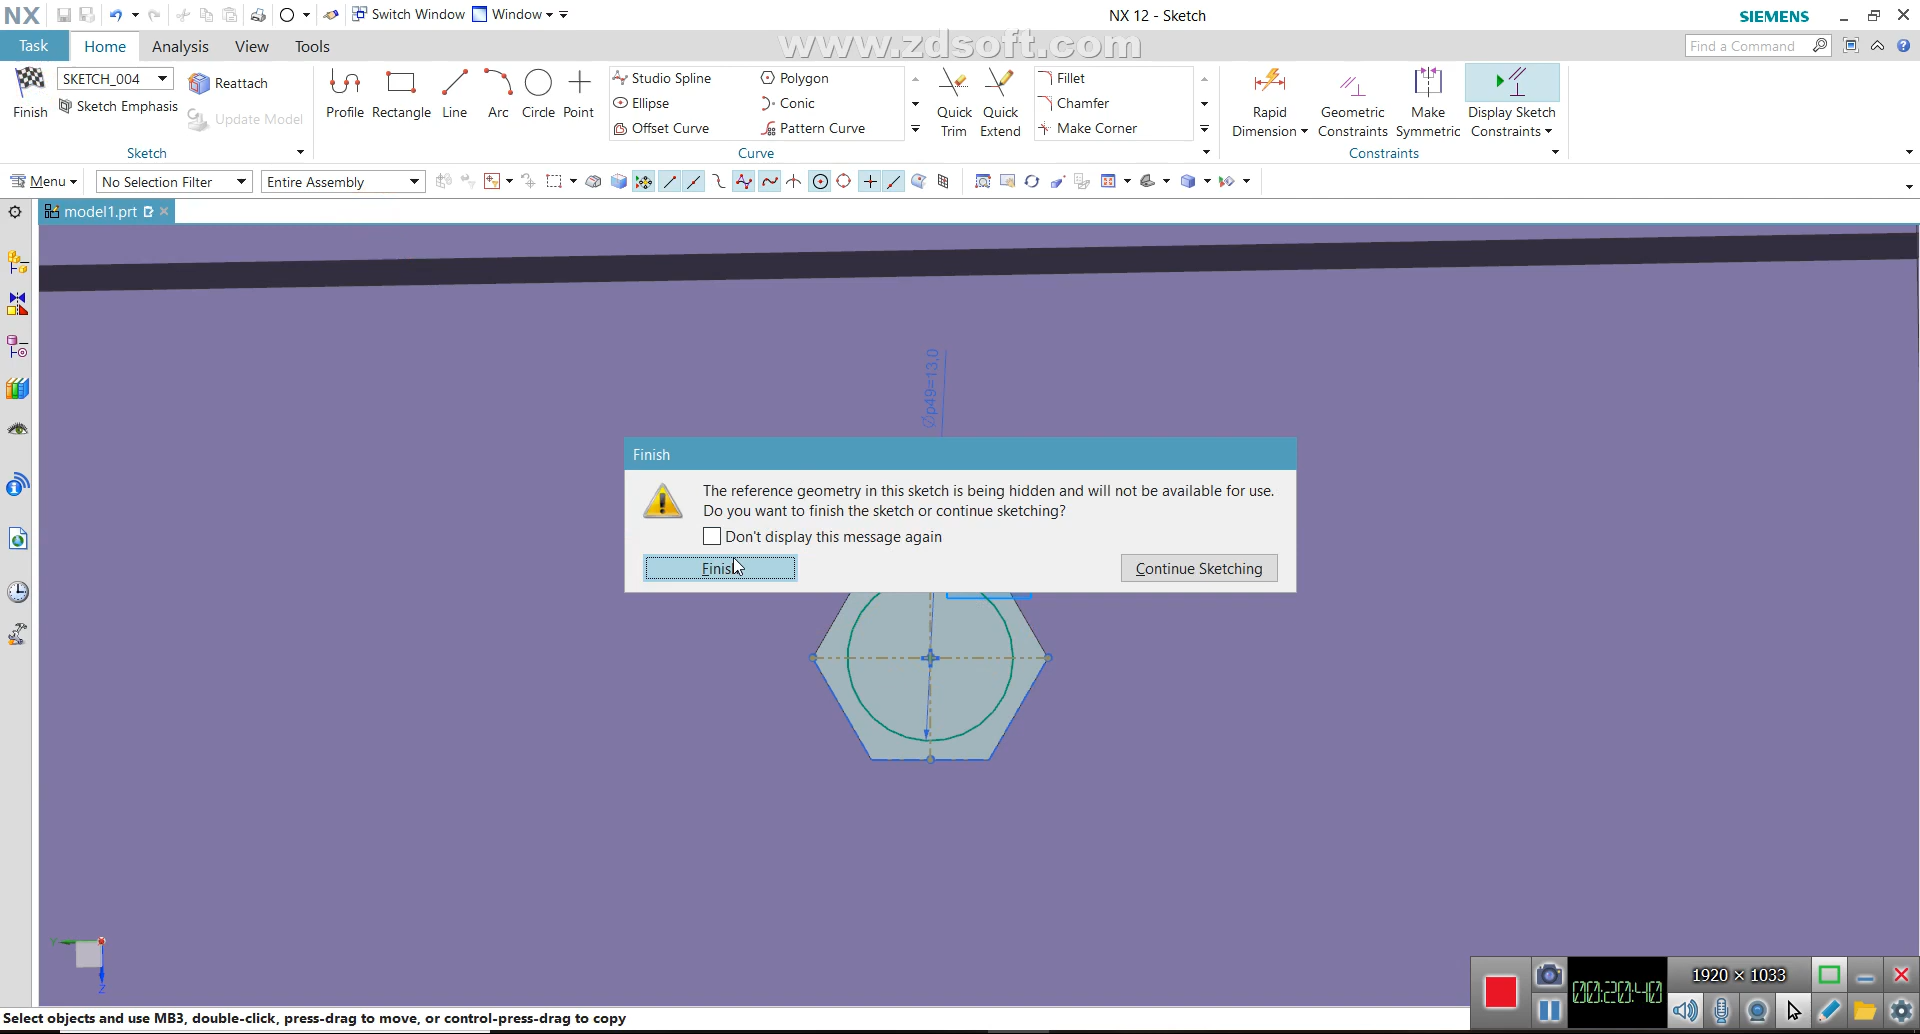 NX
Switch Window
Window
NX 12 - Sketch
SIEMENS
Task
Home
Analysis
View
Tools
www.zdsoft.com
Find a Command
SKETCH_004
Reattach
Studio Spline
Polygon
Fillet
Sketch Emphasis
Ellipse
Conic
Chamfer
Finish
Update Model
Profile
Rectangle
Line
Arc
Circle
Point
Offset Curve
Pattern Curve
Quick Trim
Quick Extend
Make Corner
Rapid Dimension
Geometric Constraints
Make Symmetric
Display Sketch Constraints
Sketch
Curve
Constraints
Menu
No Selection Filter
Entire Assembly
model1.prt
Øp49=13.0
Finish
The reference geometry in this sketch is being hidden and will not be available for use.
Do you want to finish the sketch or continue sketching?
Don't display this message again
Finish
Continue Sketching
Y
Z
1920 × 1033
00:20:40
Select objects and use MB3, double-click, press-drag to move, or control-press-drag to copy